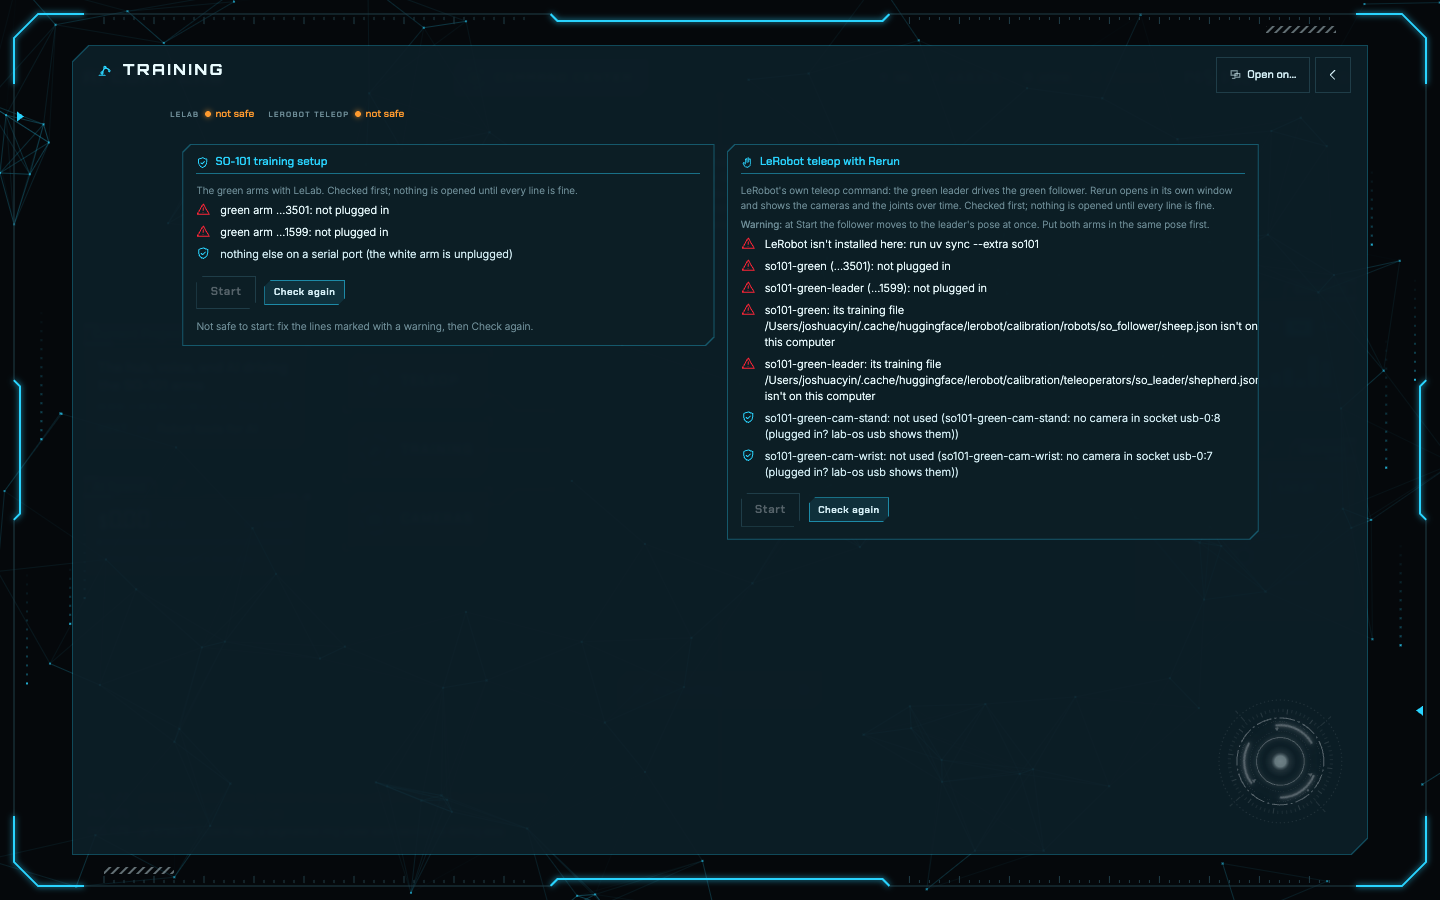 TRAINING
Open on...
LELAB not safe LEROBOT TELEOP not safe
SO-101 training setup
The green arms with LeLab. Checked first; nothing is opened until every line is fine.
green arm ...3501: not plugged in
green arm ...1599: not plugged in
nothing else on a serial port (the white arm is unplugged)
Start
Check again
Not safe to start: fix the lines marked with a warning, then Check again.
LeRobot teleop with Rerun
LeRobot's own teleop command: the green leader drives the green follower. Rerun opens in its own window
and shows the cameras and the joints over time. Checked first; nothing is opened until every line is fine.
Warning: at Start the follower moves to the leader's pose at once. Put both arms in the same pose first.
LeRobot isn't installed here: run uv sync --extra so101
so101-green (...3501): not plugged in
so101-green-leader (...1599): not plugged in
so101-green: its training file
/Users/joshuacyin/.cache/huggingface/lerobot/calibration/robots/so_follower/sheep.json isn't on
this computer
so101-green-leader: its training file
/Users/joshuacyin/.cache/huggingface/lerobot/calibration/teleoperators/so_leader/shepherd.json
isn't on this computer
so101-green-cam-stand: not used (so101-green-cam-stand: no camera in socket usb-0:8
(plugged in? lab-os usb shows them))
so101-green-cam-wrist: not used (so101-green-cam-wrist: no camera in socket usb-0:7
(plugged in? lab-os usb shows them))
Start
Check again